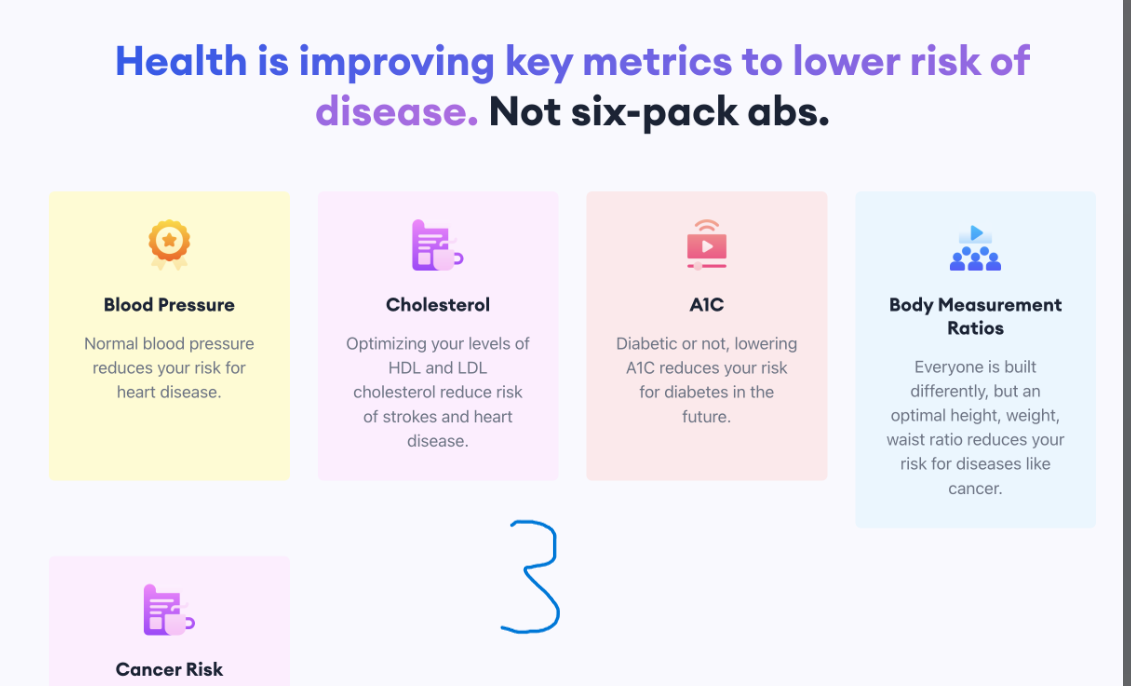 Health is improving key metrics to lower risk of
disease. Not six-pack abs.
Blood Pressure
Normal blood pressure
reduces your risk for
heart disease.
Cholesterol
Optimizing your levels of
HDL and LDL
cholesterol reduce risk
of strokes and heart
disease.
A1C
Diabetic or not, lowering
A1C reduces your risk
for diabetes in the
future.
Body Measurement
Ratios
Everyone is built
differently, but an
optimal height, weight,
waist ratio reduces your
risk for diseases like
cancer.
3
Cancer Risk